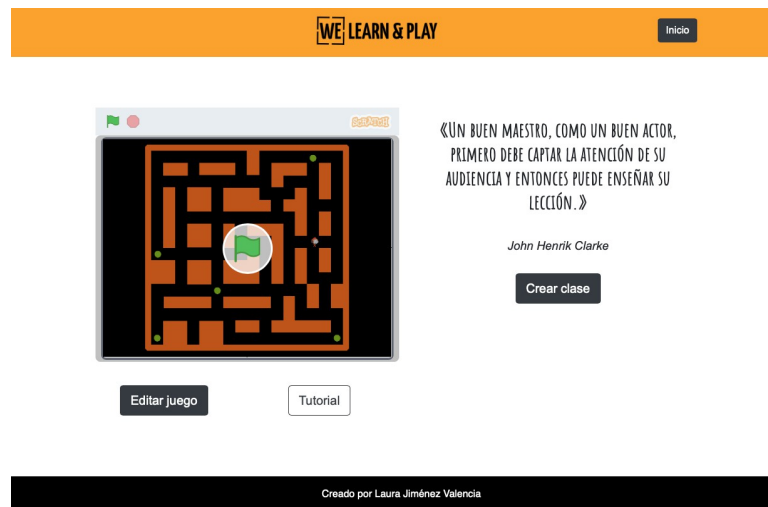 WE LEARN & PLAY
Inicio
SCRATCH
«UN BUEN MAESTRO, COMO UN BUEN ACTOR,
PRIMERO DEBE CAPTAR LA ATENCIÓN DE SU
AUDIENCIA Y ENTONCES PUEDE ENSEÑAR SU
LECCIÓN.»
John Henrik Clarke
Crear clase
Editar juego
Tutorial
Creado por Laura Jiménez Valencia